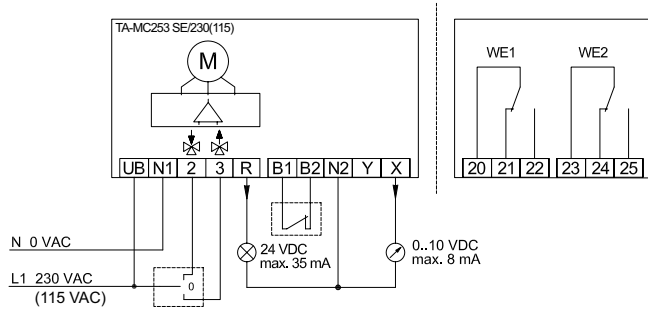 TA-MC253 SE/230(115)
M
UB N1 2 3 R B1 B2 N2 Y X
WE1 WE2
20 21 22 23 24 25
N 0 VAC
L1 230 VAC
(115 VAC)
0
24 VDC
max. 35 mA
0..10 VDC
max. 8 mA